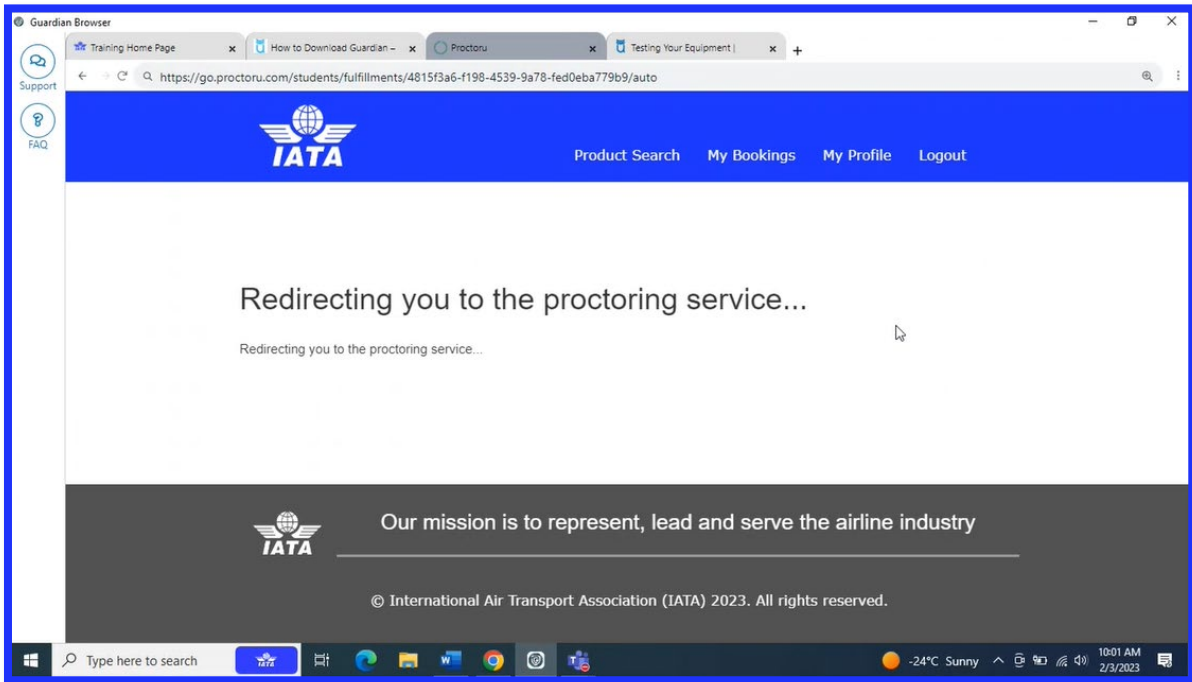 Guardian Browser
Training Home Page
How to Download Guardian –
Proctoru
Testing Your Equipment |
https://go.proctoru.com/students/fulfillments/4815f3a6-f198-4539-9a78-fed0eba779b9/auto
Support
FAQ
IATA
Product Search My Bookings My Profile Logout
Redirecting you to the proctoring service...
Redirecting you to the proctoring service...
IATA
Our mission is to represent, lead and serve the airline industry
© International Air Transport Association (IATA) 2023. All rights reserved.
Type here to search
IATA
-24°C Sunny
10:01 AM
2/3/2023